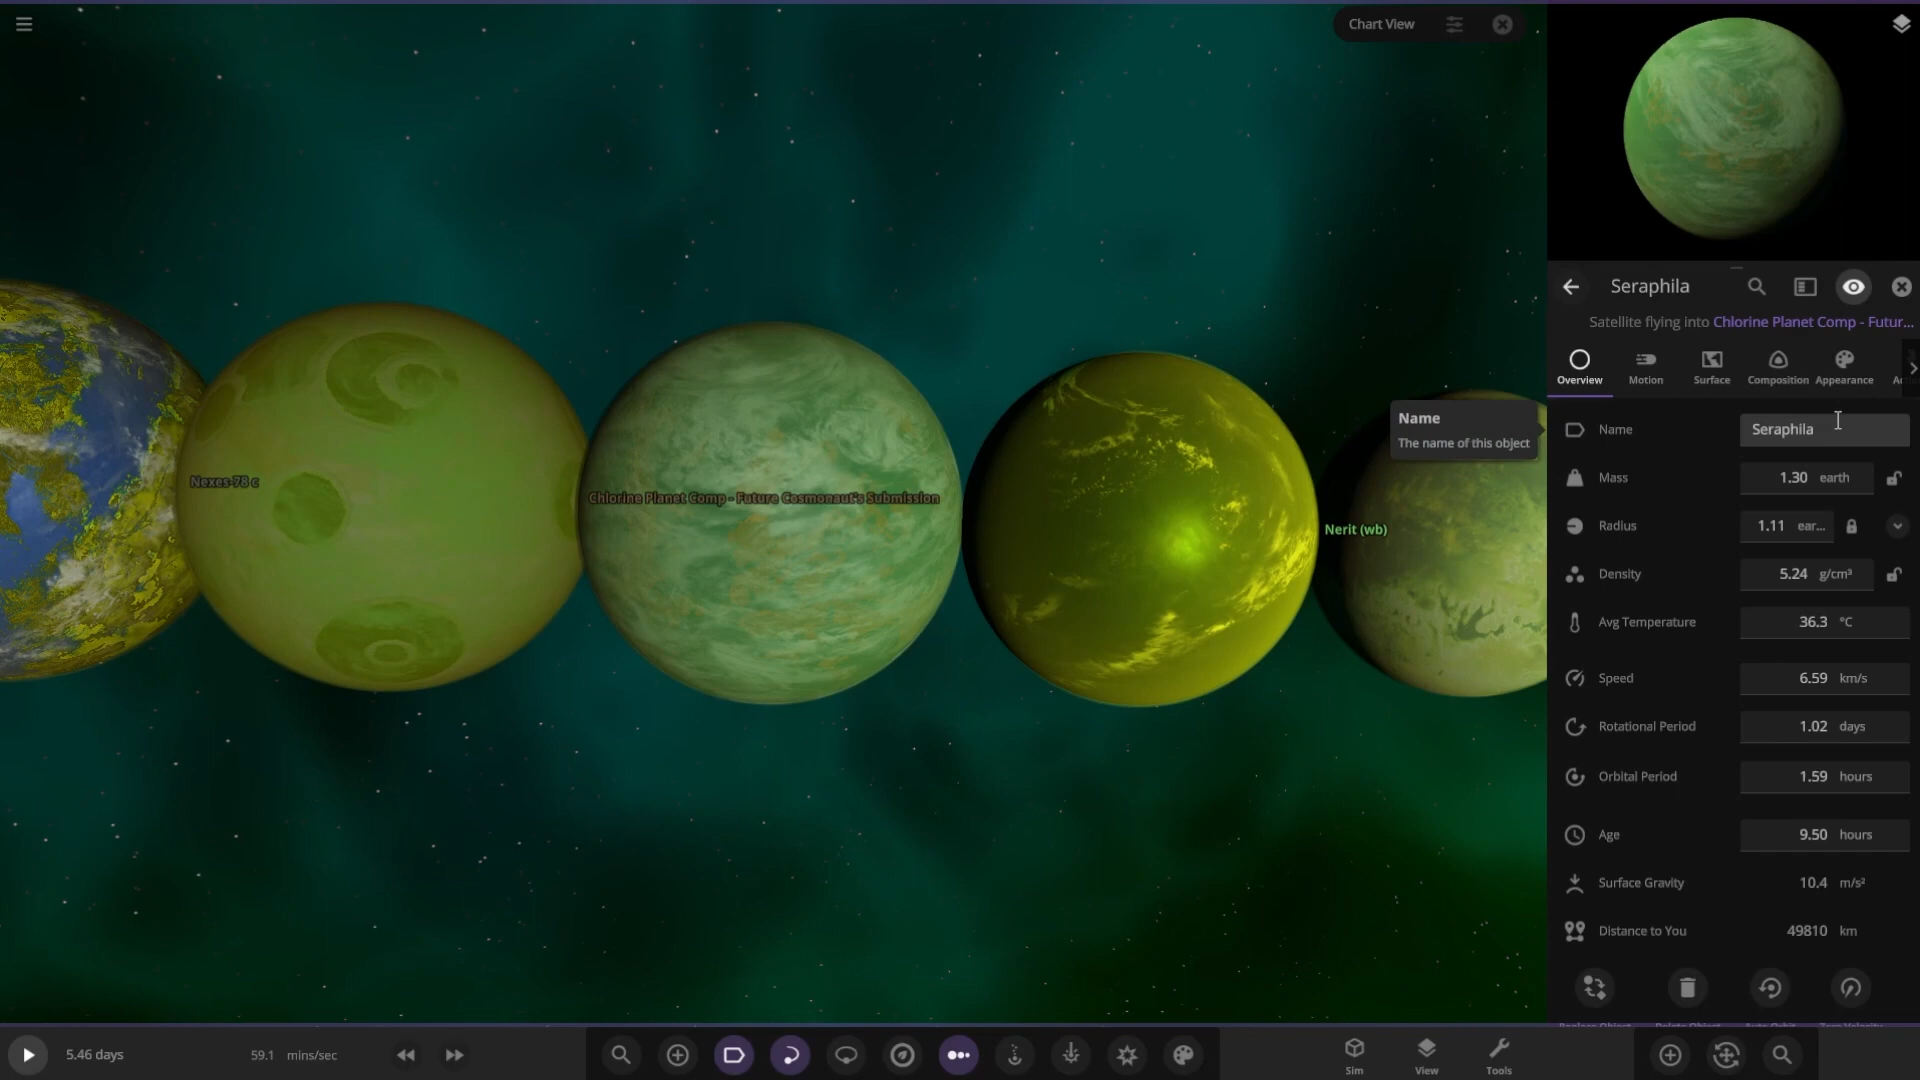 Chart View
Seraphila
Satellite flying into Chlorine Planet Comp - Futur...
Overview
Motion
Surface
Composition
Appearance
Name
The name of this object
Name
Seraphila
Mass
1.30 earth
Radius
1.11 ear...
Density
5.24 g/cm³
Avg Temperature
36.3 °C
Speed
6.59 km/s
Rotational Period
1.02 days
Orbital Period
1.59 hours
Age
9.50 hours
Surface Gravity
10.4 m/s²
Distance to You
49810 km
Nexes-78 c
Chlorine Planet Comp - Future Cosmonaut's Submission
Nerit (wb)
5.46 days
59.1 mins/sec
Sim
View
Tools